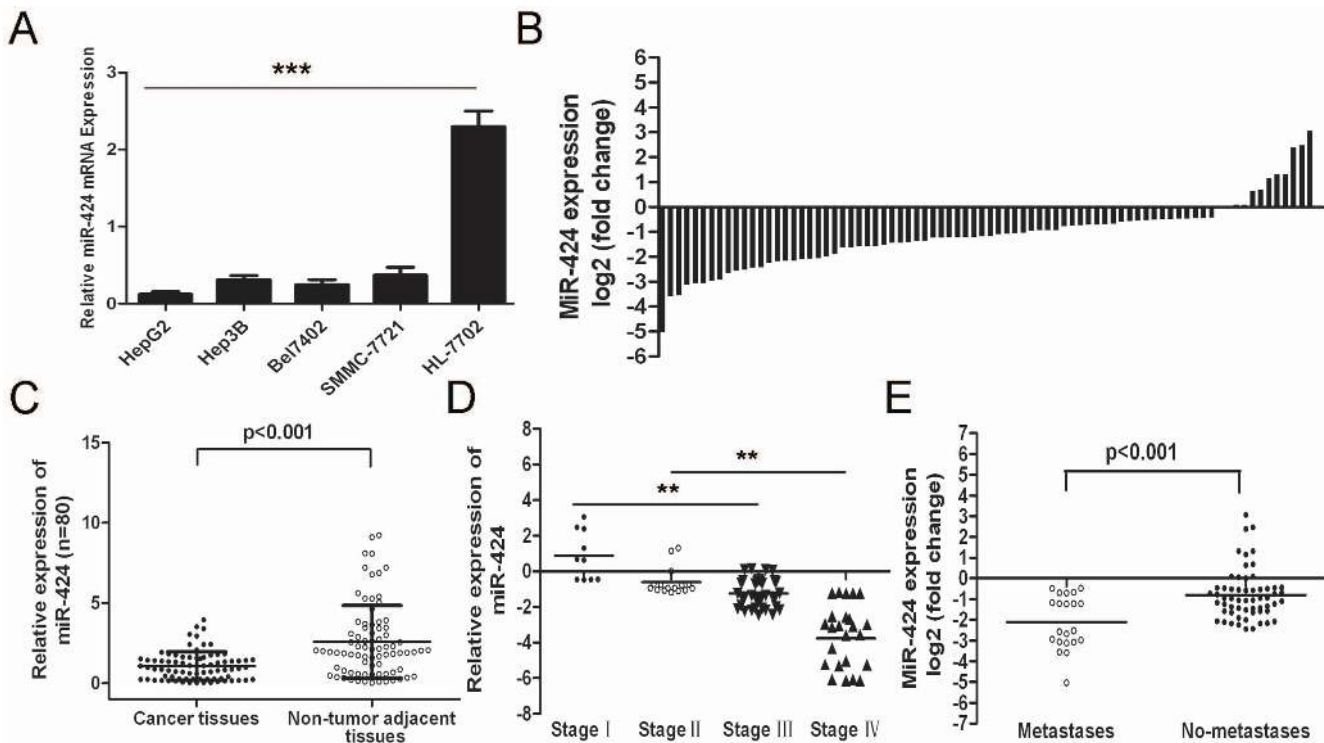 A
Relative miR-424 mRNA Expression
3
2
1
0
***
HepG2
Hep3B
Bel7402
SMMC-7721
HL-7702
B
MiR-424 expression
log2 (fold change)
6
5
4
3
2
1
0
-1
-2
-3
-4
-5
-6
C
Relative expression of
miR-424 (n=80)
15
10
5
0
p<0.001
Cancer tissues
Non-tumor adjacent
tissues
D
Relative expression of
miR-424
8
6
4
2
0
-2
-4
-6
-8
**
**
Stage Ⅰ
Stage Ⅱ
Stage Ⅲ
Stage Ⅳ
E
MiR-424 expression
log2 (fold change)
7
6
5
4
3
2
1
0
-1
-2
-3
-4
-5
-6
-7
p<0.001
Metastases
No-metastases